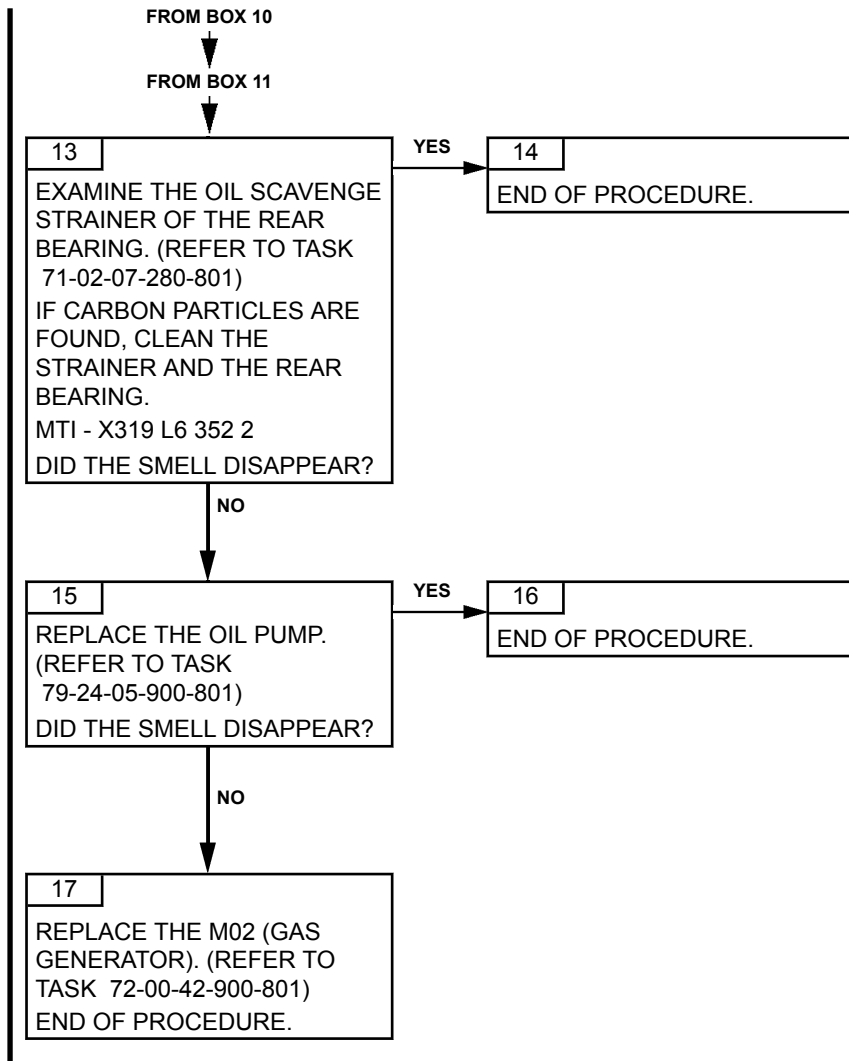 FROM BOX 10
FROM BOX 11
13
EXAMINE THE OIL SCAVENGE
STRAINER OF THE REAR
BEARING. (REFER TO TASK
71-02-07-280-801)
IF CARBON PARTICLES ARE
FOUND, CLEAN THE
STRAINER AND THE REAR
BEARING.
MTI - X319 L6 352 2
DID THE SMELL DISAPPEAR?
YES
14
END OF PROCEDURE.
NO
15
REPLACE THE OIL PUMP.
(REFER TO TASK
79-24-05-900-801)
DID THE SMELL DISAPPEAR?
YES
16
END OF PROCEDURE.
NO
17
REPLACE THE M02 (GAS
GENERATOR). (REFER TO
TASK 72-00-42-900-801)
END OF PROCEDURE.